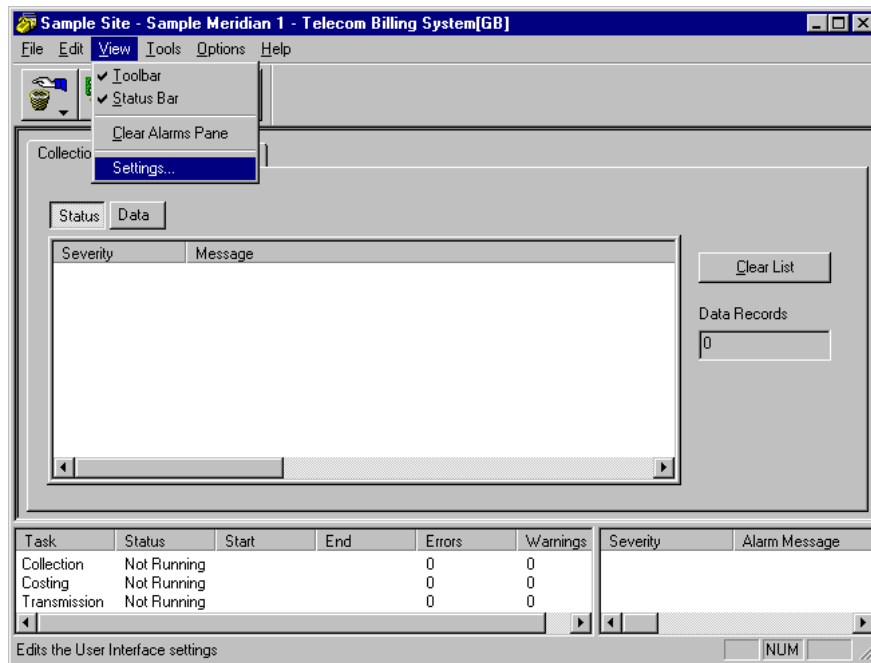 Sample Site - Sample Meridian 1 - Telecom Billing System[GB]
File Edit View Tools Options Help
Toolbar
Status Bar
Clear Alarms Pane
Settings...
Collectio
Status Data
Severity Message
Clear List
Data Records
0
Task Status Start End Errors Warnings Severity Alarm Message
Collection Not Running 0 0
Costing Not Running 0 0
Transmission Not Running 0 0
Edits the User Interface settings NUM